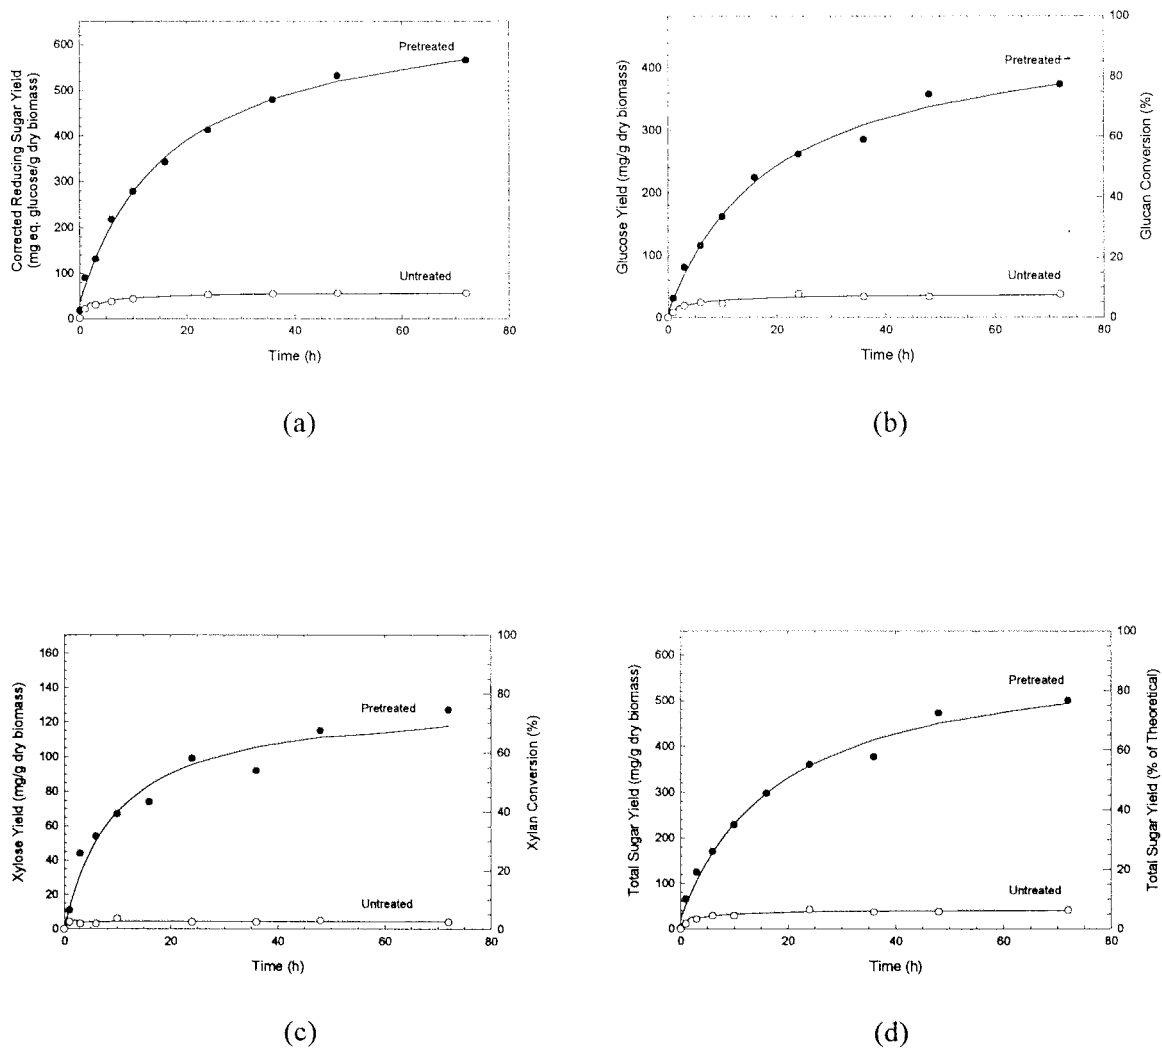 600
500
400
300
200
100
0
Corrected Reducing Sugar Yield
(mg eq. glucose/g dry biomass)
Pretreated
Untreated
0 20 40 60 80
Time (h)
(a)
400
300
200
100
0
Glucose Yield (mg/g dry biomass)
Pretreated
Untreated
100
80
60
40
20
0
Glucan Conversion (%)
0 20 40 60 80
Time (h)
(b)
160
140
120
100
80
60
40
20
0
Xylose Yield (mg/g dry biomass)
Pretreated
Untreated
100
80
60
40
20
0
Xylan Conversion (%)
0 20 40 60 80
Time (h)
(c)
600
500
400
300
200
100
0
Total Sugar Yield (mg/g dry biomass)
Pretreated
Untreated
100
80
60
40
20
0
Total Sugar Yield (% of Theoretical)
0 20 40 60 80
Time (h)
(d)